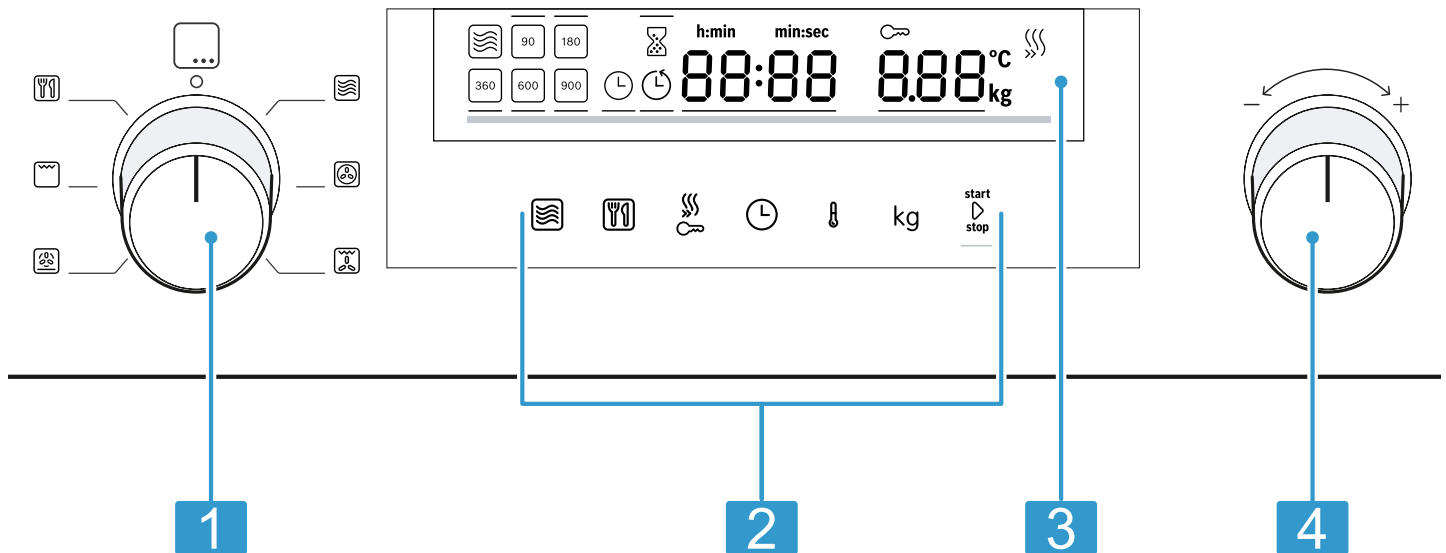 90 180
h:min min:sec
360 600 900
88:88 8.88 °C
kg
- +
kg
start
stop
1 2 3 4